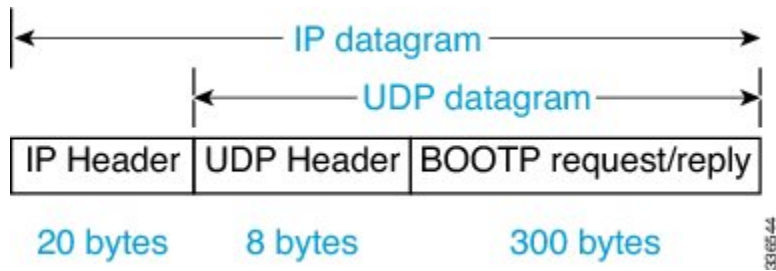 IP datagram
UDP datagram
IP Header UDP Header BOOTP request/reply
20 bytes 8 bytes 300 bytes
336544